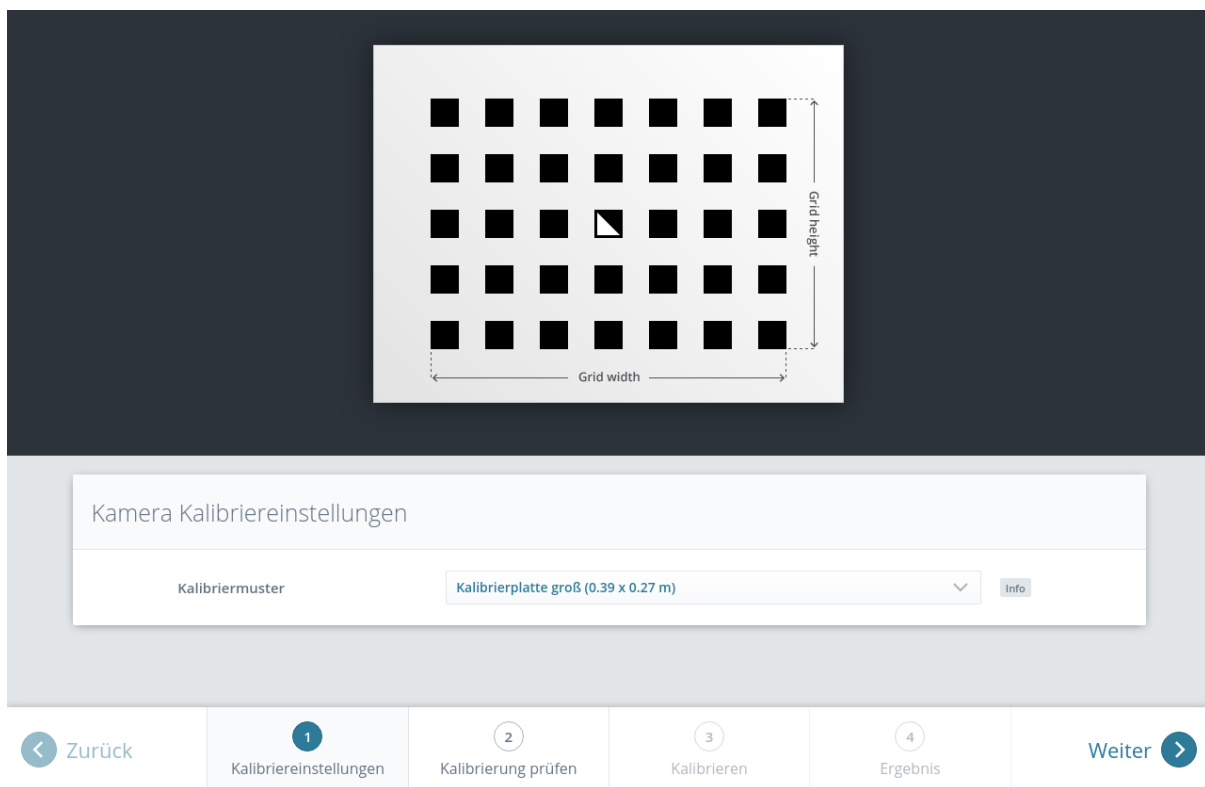 Grid height
Grid width
Kamera Kalibriereinstellungen
Kalibriermuster
Kalibrierplatte groß (0.39 x 0.27 m)
Info
Zurück
1
Kalibriereinstellungen
2
Kalibrierung prüfen
3
Kalibrieren
4
Ergebnis
Weiter